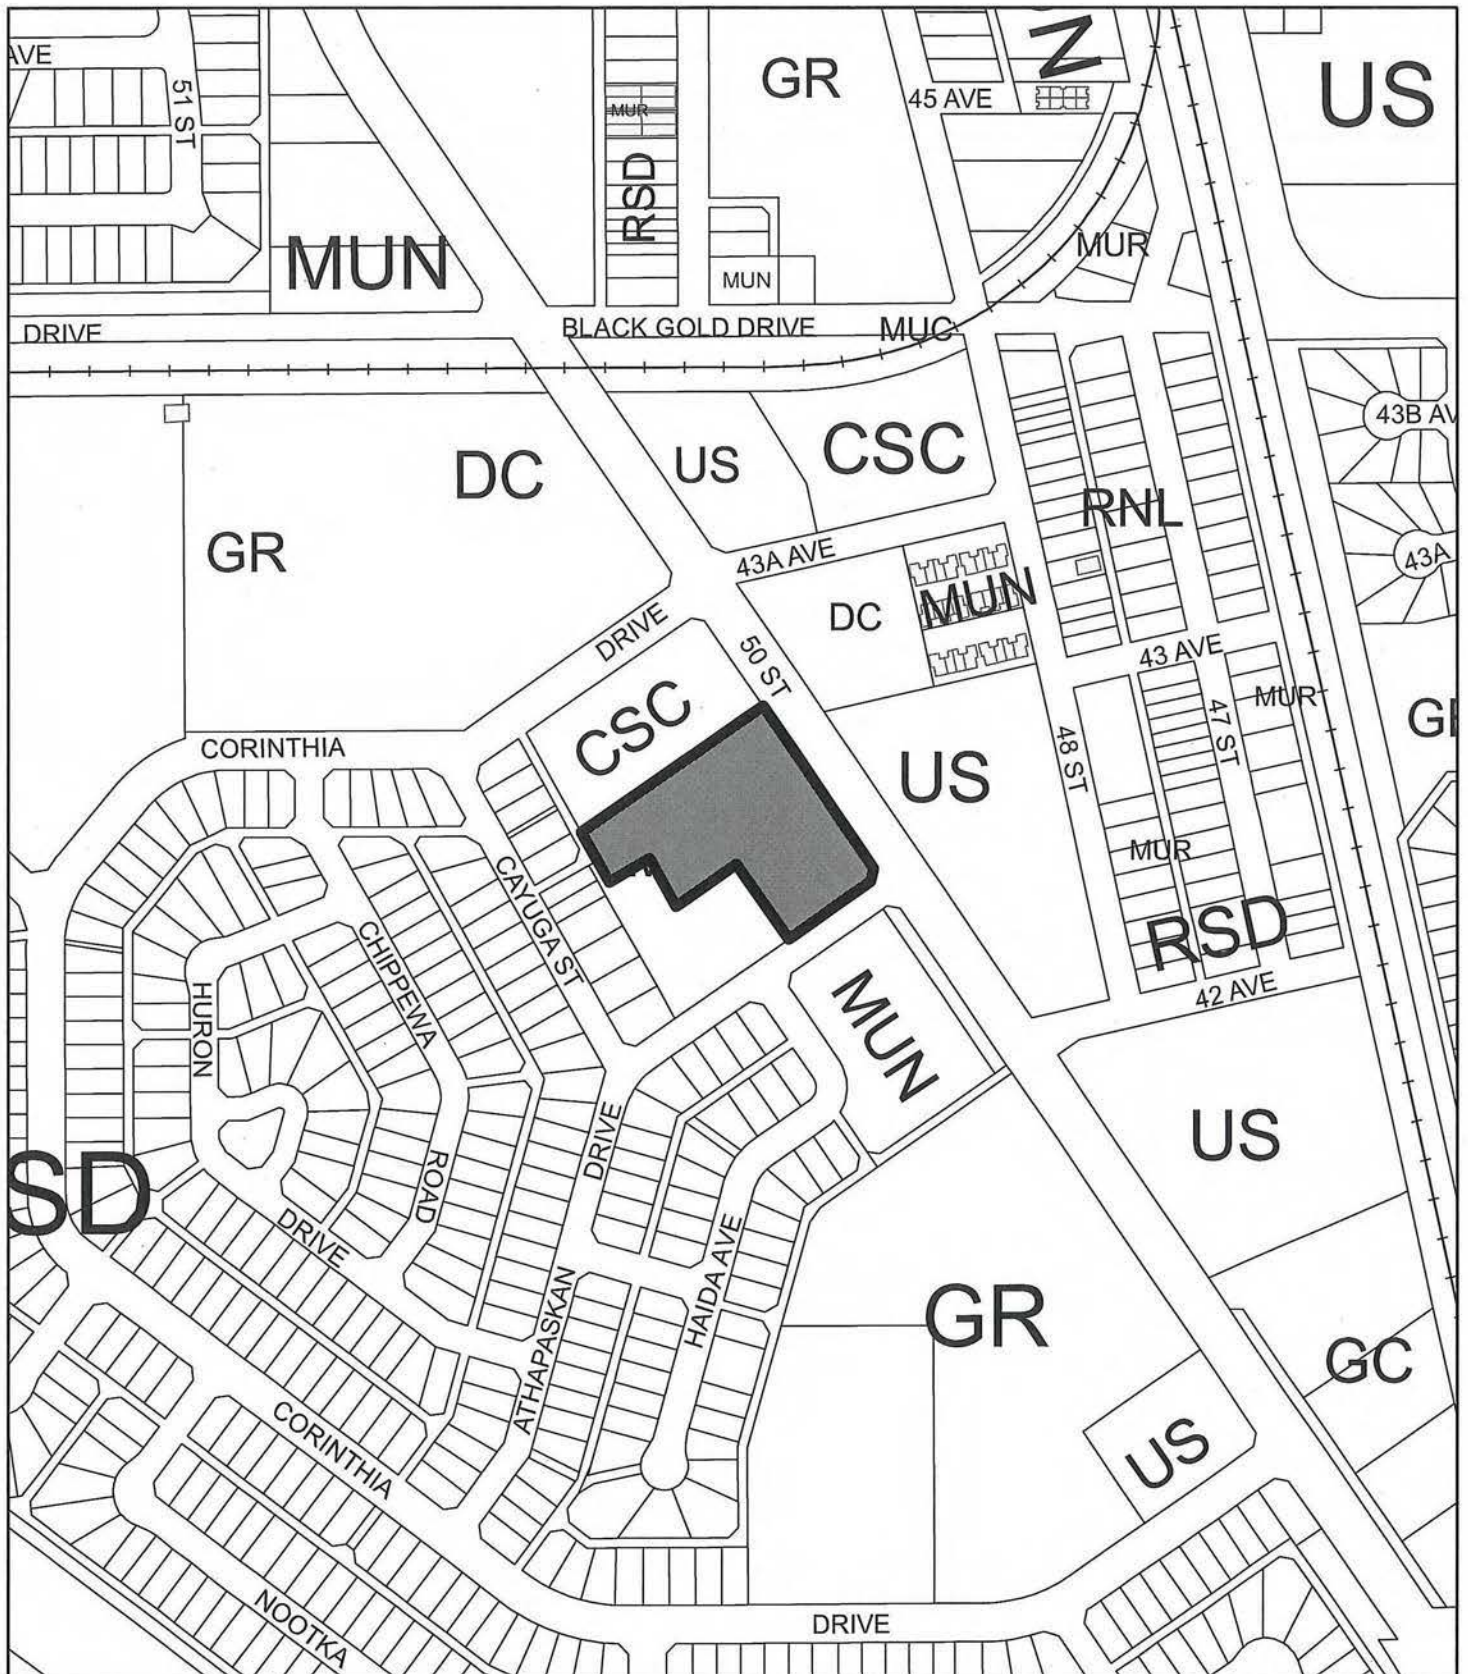 AVE
51 ST
MUR
RSD
GR
45 AVE
US
MUN
MUN
MUR
DRIVE
BLACK GOLD DRIVE
MUC
43B AV
DC
US
CSC
RNL
GR
43A AVE
43A
DC
MUN
DRIVE
50 ST
43 AVE
CSC
MUR
47 ST
48 ST
CORINTHIA
US
MUR
CAYUGA ST
CHIPPEWA
RSD
42 AVE
HURON
MUN
DRIVE
US
SD
ROAD
DRIVE
HAIDA AVE
ATHAPASKAN
GR
GC
CORINTHIA
US
NOOTKA
DRIVE